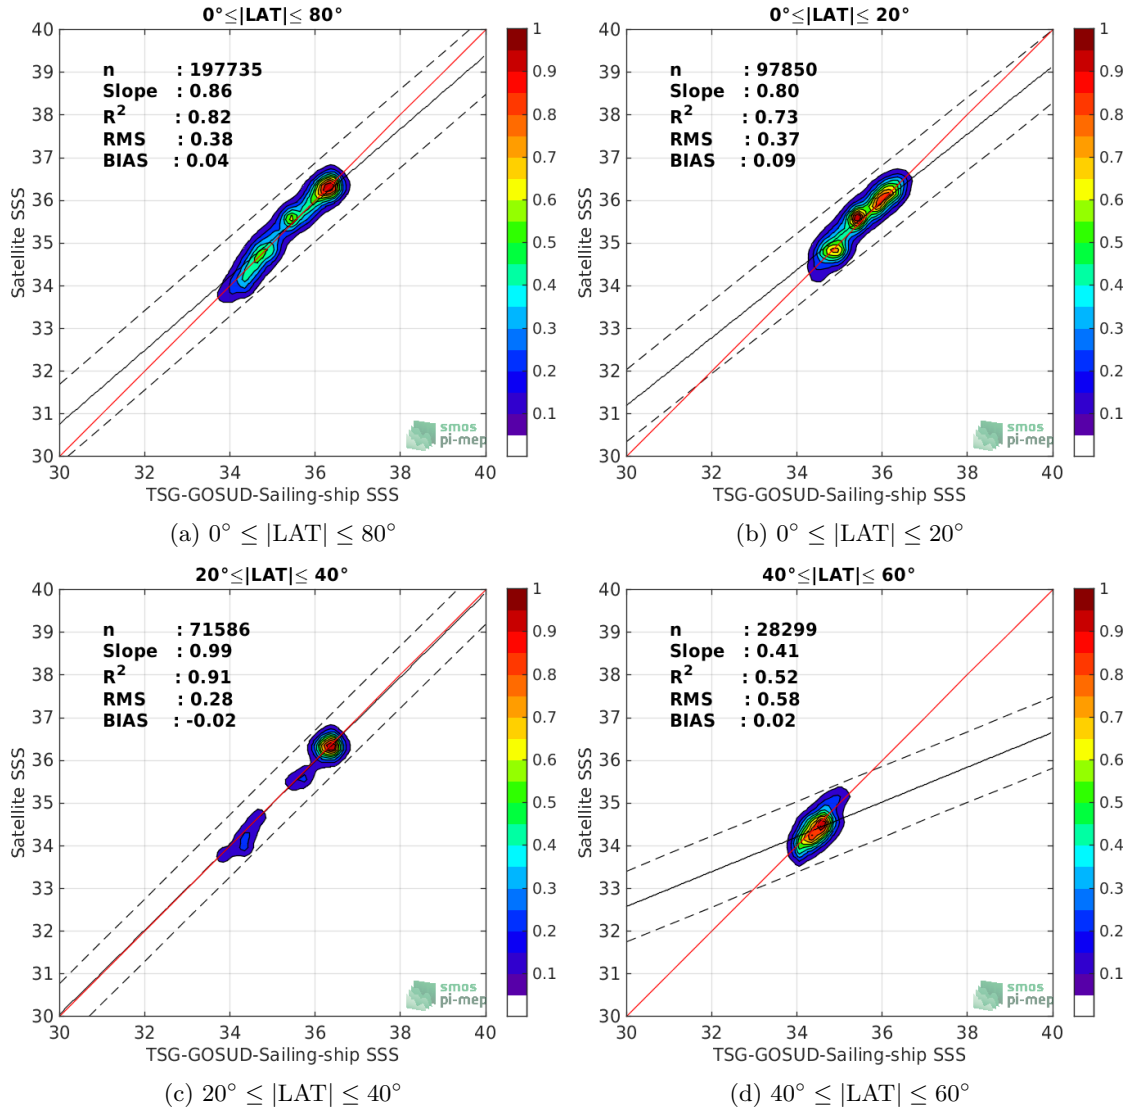 0°≤|LAT|≤ 80°
n : 197735
Slope : 0.86
R² : 0.82
RMS : 0.38
BIAS : 0.04
Satellite SSS
40
39
38
37
36
35
34
33
32
31
30
30 32 34 36 38 40
TSG-GOSUD-Sailing-ship SSS
1
0.9
0.8
0.7
0.6
0.5
0.4
0.3
0.2
0.1
smos
pi-mep
(a) 0° ≤ |LAT| ≤ 80°
0°≤|LAT|≤ 20°
n : 97850
Slope : 0.80
R² : 0.73
RMS : 0.37
BIAS : 0.09
Satellite SSS
40
39
38
37
36
35
34
33
32
31
30
30 32 34 36 38 40
TSG-GOSUD-Sailing-ship SSS
1
0.9
0.8
0.7
0.6
0.5
0.4
0.3
0.2
0.1
smos
pi-mep
(b) 0° ≤ |LAT| ≤ 20°
20°≤|LAT|≤ 40°
n : 71586
Slope : 0.99
R² : 0.91
RMS : 0.28
BIAS : -0.02
Satellite SSS
40
39
38
37
36
35
34
33
32
31
30
30 32 34 36 38 40
TSG-GOSUD-Sailing-ship SSS
1
0.9
0.8
0.7
0.6
0.5
0.4
0.3
0.2
0.1
smos
pi-mep
(c) 20° ≤ |LAT| ≤ 40°
40°≤|LAT|≤ 60°
n : 28299
Slope : 0.41
R² : 0.52
RMS : 0.58
BIAS : 0.02
Satellite SSS
40
39
38
37
36
35
34
33
32
31
30
30 32 34 36 38 40
TSG-GOSUD-Sailing-ship SSS
1
0.9
0.8
0.7
0.6
0.5
0.4
0.3
0.2
0.1
smos
pi-mep
(d) 40° ≤ |LAT| ≤ 60°